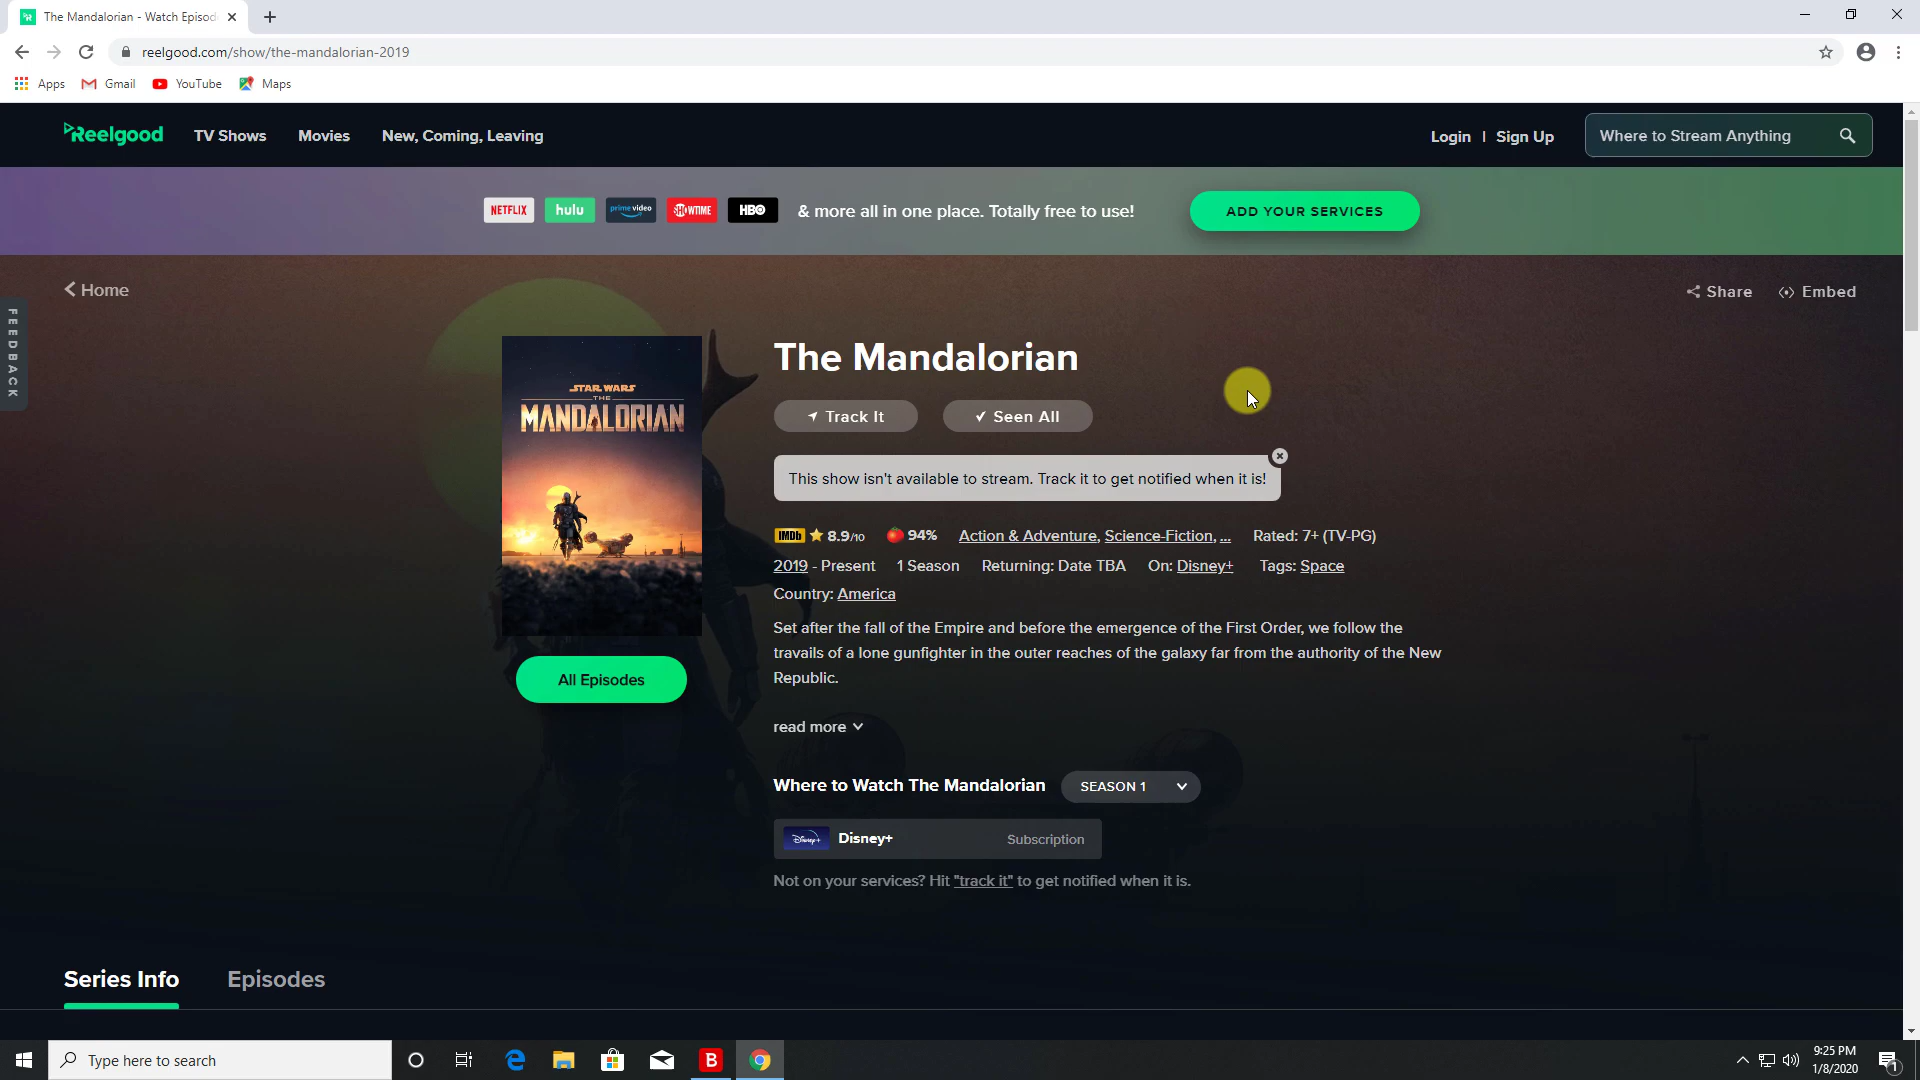 The Mandalorian - Watch Episod
reelgood.com/show/the-mandalorian-2019
Apps Gmail YouTube Maps
Reelgood TV Shows Movies New, Coming, Leaving Login | Sign Up Where to Stream Anything
NETFLIX hulu prime video SHOWTIME HBO & more all in one place. Totally free to use! ADD YOUR SERVICES
Home Share Embed
FEEDBACK
STAR WARS
THE
MANDALORIAN
All Episodes
The Mandalorian
Track It Seen All
This show isn't available to stream. Track it to get notified when it is!
IMDb 8.9/10 94% Action & Adventure, Science-Fiction, ... Rated: 7+ (TV-PG)
2019 - Present 1 Season Returning: Date TBA On: Disney+ Tags: Space
Country: America
Set after the fall of the Empire and before the emergence of the First Order, we follow the
travails of a lone gunfighter in the outer reaches of the galaxy far from the authority of the New
Republic.
read more
Where to Watch The Mandalorian SEASON 1
Disney+ Disney+ Subscription
Not on your services? Hit "track it" to get notified when it is.
Series Info Episodes
Type here to search
B
9:25 PM
1/8/2020
1